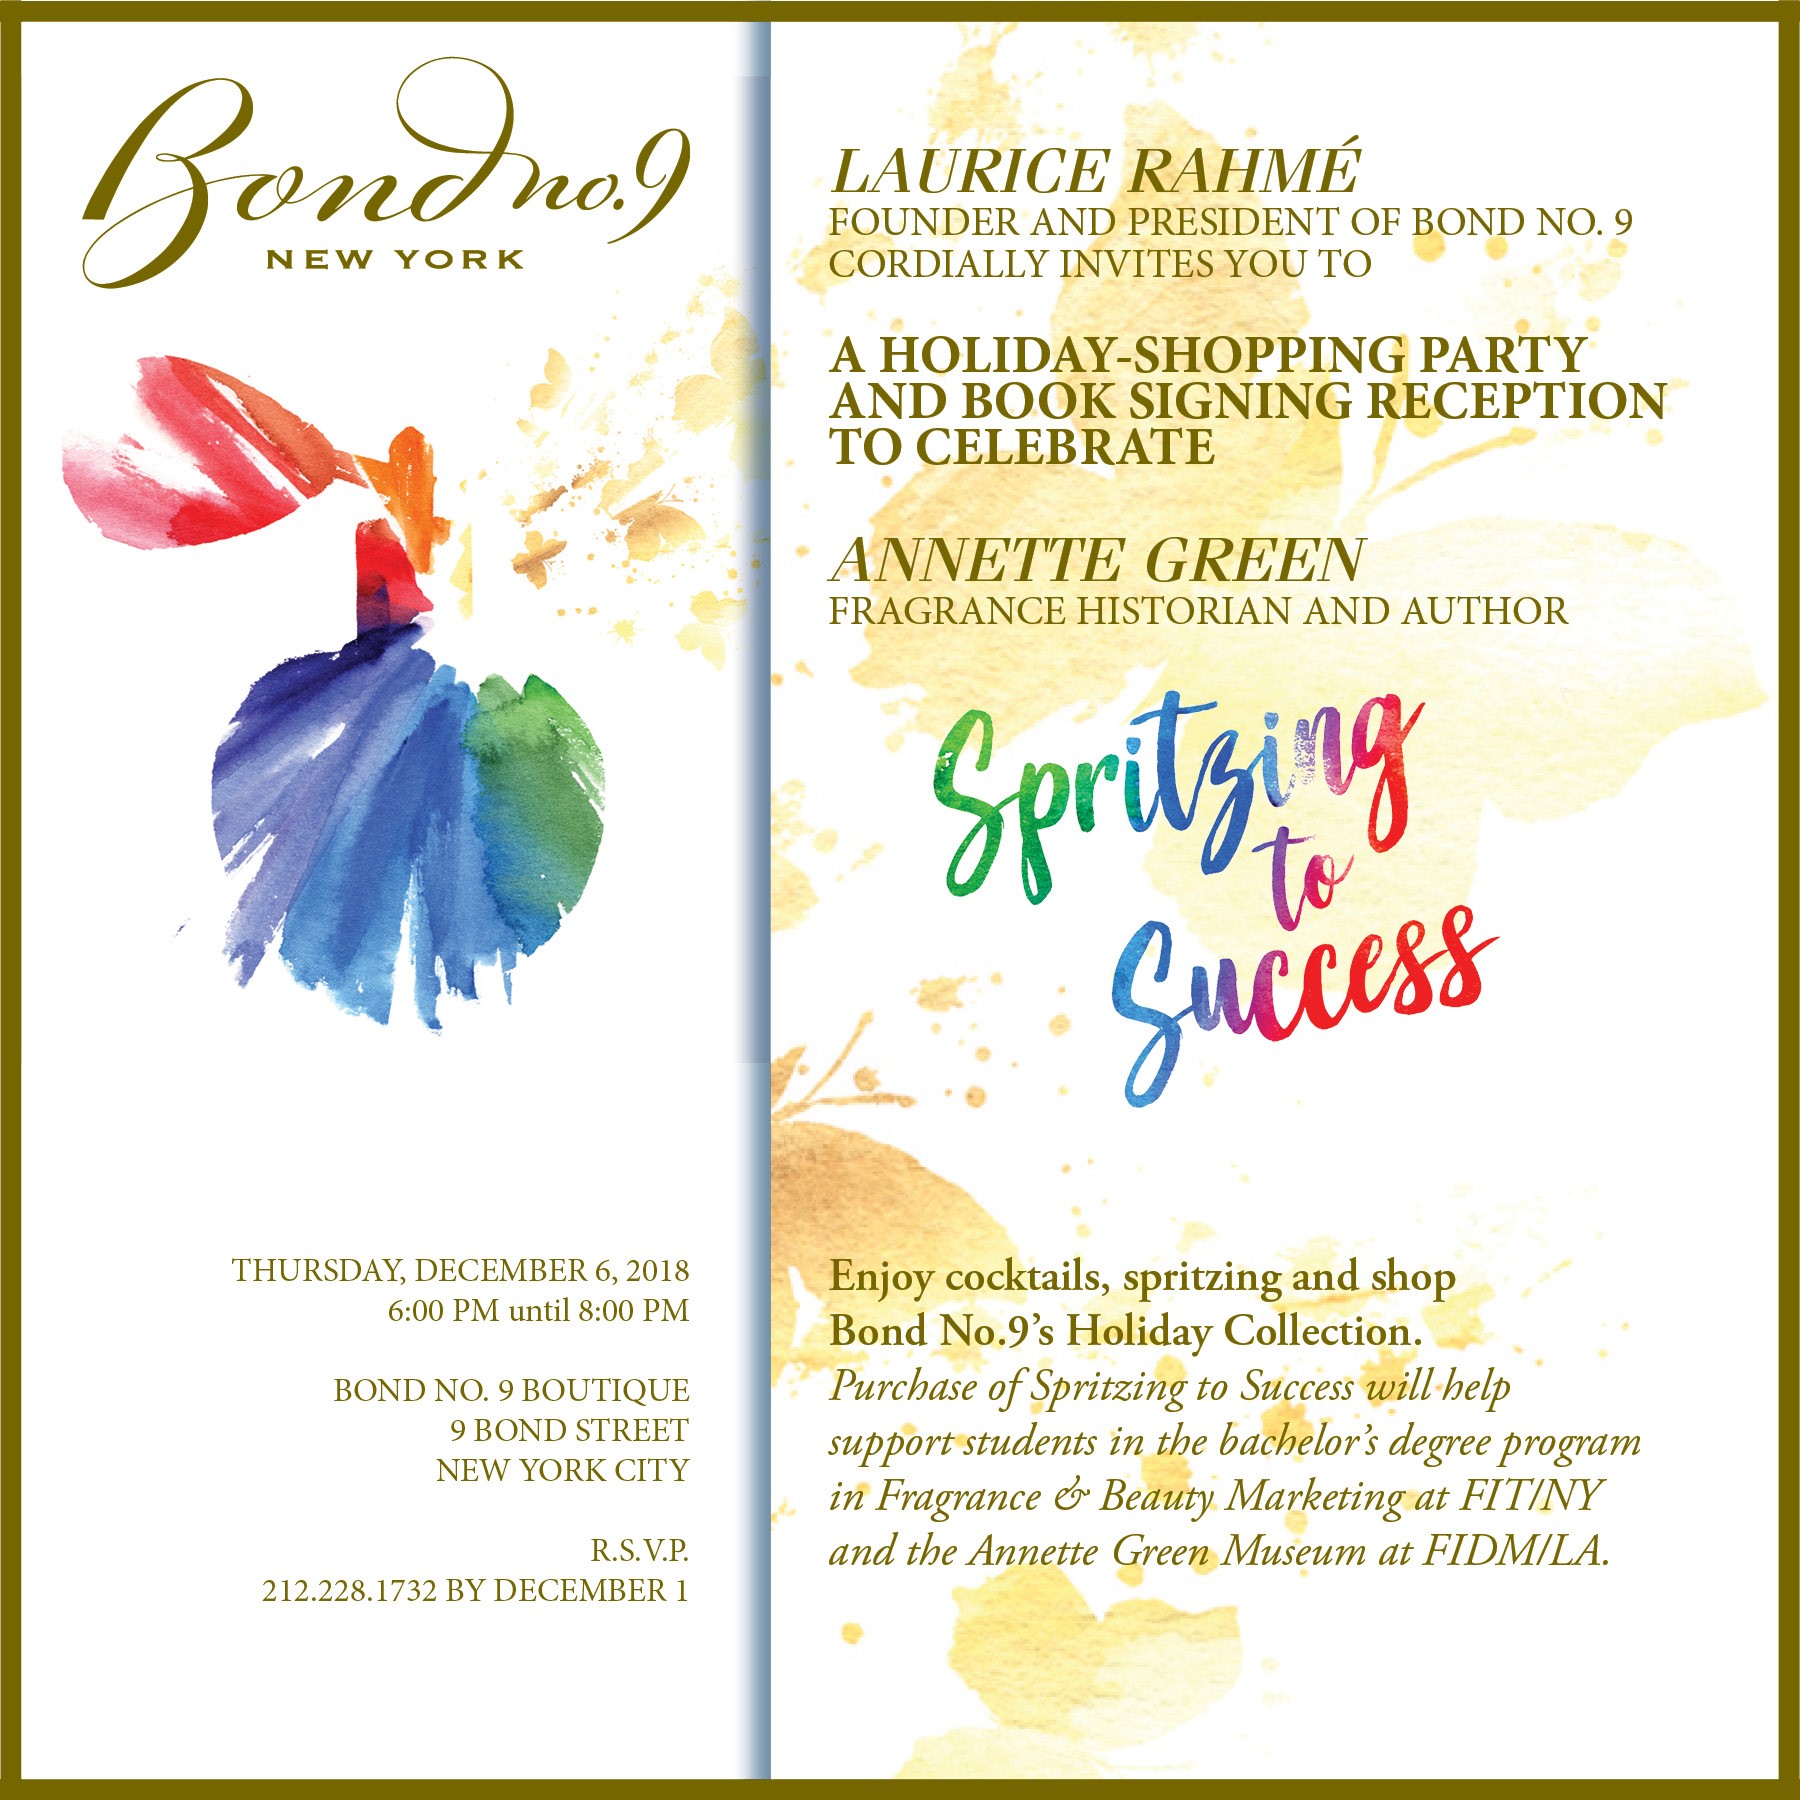 Bond no.9
NEW YORK
THURSDAY, DECEMBER 6, 2018
6:00 PM until 8:00 PM
BOND NO. 9 BOUTIQUE
9 BOND STREET
NEW YORK CITY
R.S.V.P.
212.228.1732 BY DECEMBER 1
LAURICE RAHMÉ
FOUNDER AND PRESIDENT OF BOND NO. 9
CORDIALLY INVITES YOU TO
A HOLIDAY-SHOPPING PARTY
AND BOOK SIGNING RECEPTION
TO CELEBRATE
ANNETTE GREEN
FRAGRANCE HISTORIAN AND AUTHOR
Spritzing
to
Success
Enjoy cocktails, spritzing and shop
Bond No.9’s Holiday Collection.
Purchase of Spritzing to Success will help
support students in the bachelor’s degree program
in Fragrance & Beauty Marketing at FIT/NY
and the Annette Green Museum at FIDM/LA.